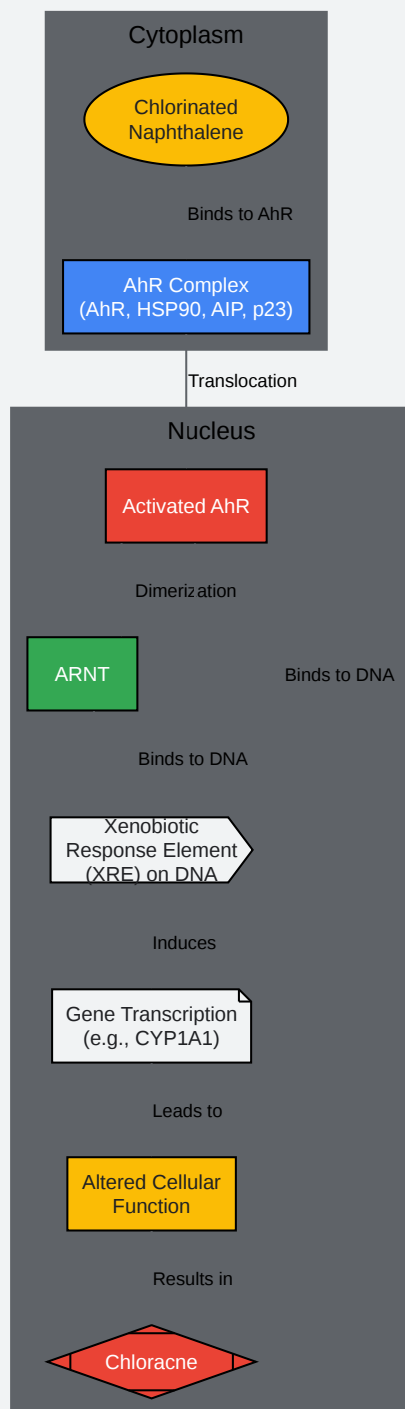 Cytoplasm
Chlorinated
Naphthalene
Binds to AhR
AhR Complex
(AhR, HSP90, AIP, p23)
Translocation
Nucleus
Activated AhR
Dimerization
ARNT
Binds to DNA
Binds to DNA
Xenobiotic
Response Element
(XRE) on DNA
Induces
Gene Transcription
(e.g., CYP1A1)
Leads to
Altered Cellular
Function
Results in
Chloracne